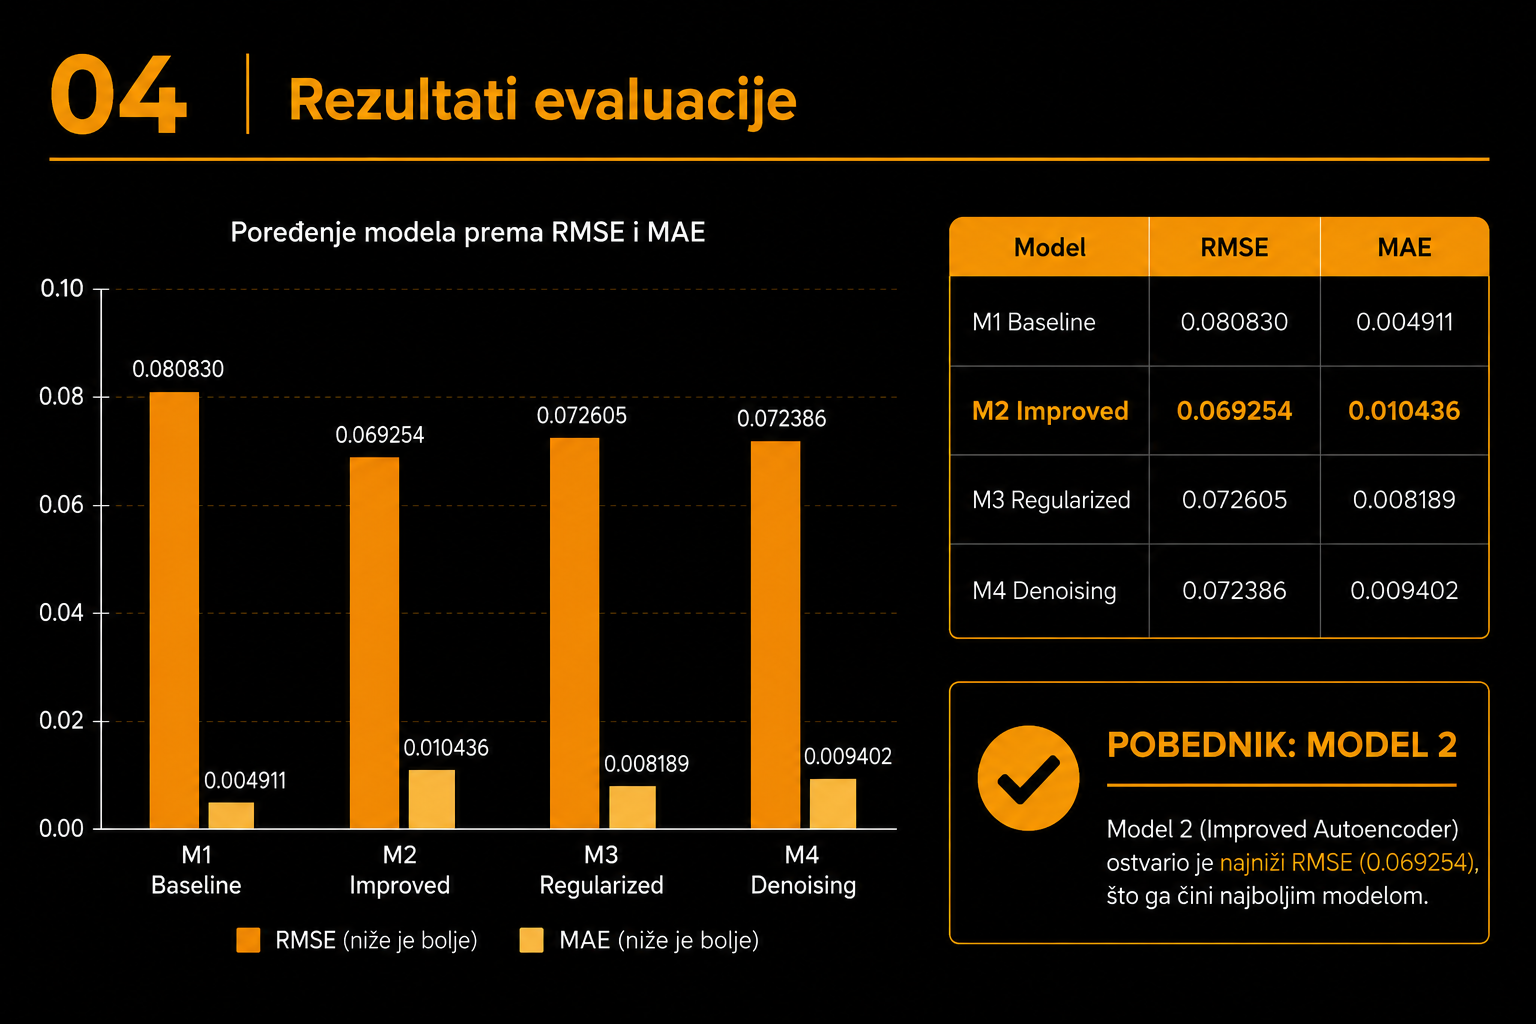 04
Rezultati evaluacije
Poređenje modela prema RMSE i MAE
0.10
0.08
0.06
0.04
0.02
0.00
0.080830
0.004911
0.069254
0.010436
0.072605
0.008189
0.072386
0.009402
M1
Baseline
M2
Improved
M3
Regularized
M4
Denoising
RMSE (niže je bolje)
MAE (niže je bolje)
Model RMSE MAE
M1 Baseline 0.080830 0.004911
M2 Improved 0.069254 0.010436
M3 Regularized 0.072605 0.008189
M4 Denoising 0.072386 0.009402
POBEDNIK: MODEL 2
Model 2 (Improved Autoencoder)
ostvario je najniži RMSE (0.069254),
što ga čini najboljim modelom.